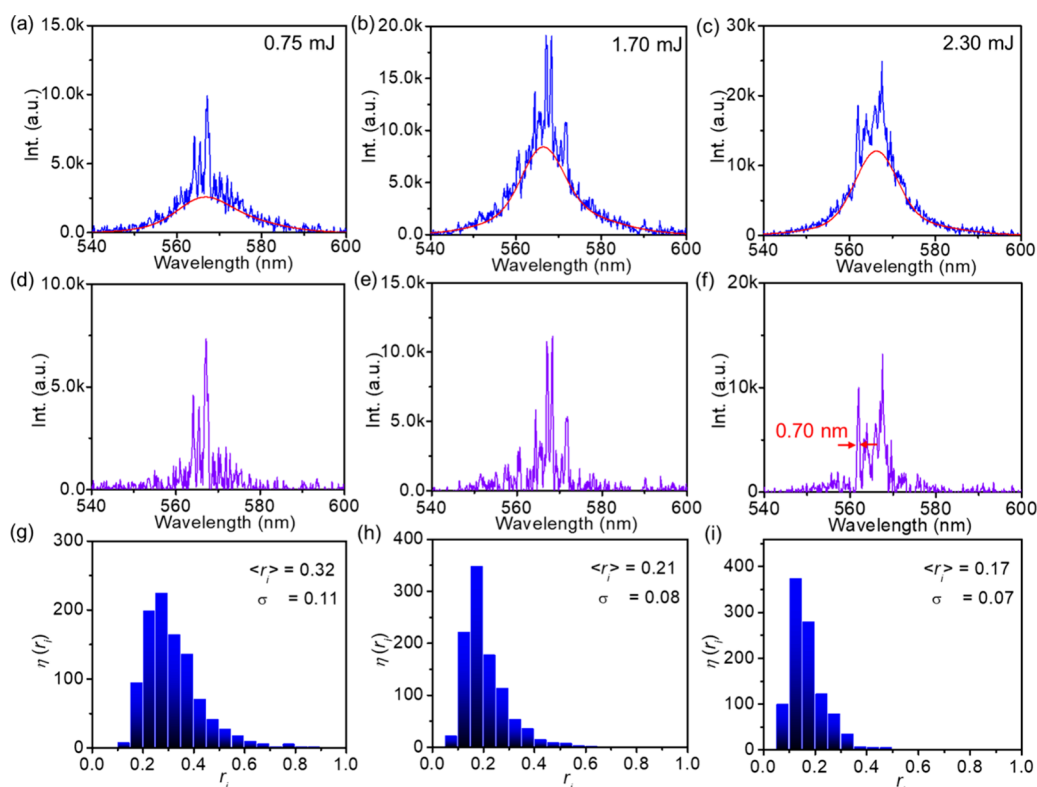 (a)
15.0k
10.0k
5.0k
0.0
Int. (a.u.)
0.75 mJ
540
560
580
600
Wavelength (nm)
(b)
20.0k
15.0k
10.0k
5.0k
0.0
Int. (a.u.)
1.70 mJ
540
560
580
600
Wavelength (nm)
(c)
30k
20k
10k
0
Int. (a.u.)
2.30 mJ
540
560
580
600
Wavelength (nm)
(d)
10.0k
5.0k
0.0
Int. (a.u.)
540
560
580
600
Wavelength (nm)
(e)
15.0k
10.0k
5.0k
0.0
Int. (a.u.)
540
560
580
600
Wavelength (nm)
(f)
20k
10k
0
Int. (a.u.)
0.70 nm
540
560
580
600
Wavelength (nm)
(g)
300
200
100
0
η (rᵢ)
<rᵢ> = 0.32
σ = 0.11
0.0
0.2
0.4
0.6
0.8
1.0
rᵢ
(h)
400
300
200
100
0
η (rᵢ)
<rᵢ> = 0.21
σ = 0.08
0.0
0.2
0.4
0.6
0.8
1.0
rᵢ
(i)
400
300
200
100
0
η (rᵢ)
<rᵢ> = 0.17
σ = 0.07
0.0
0.2
0.4
0.6
0.8
1.0